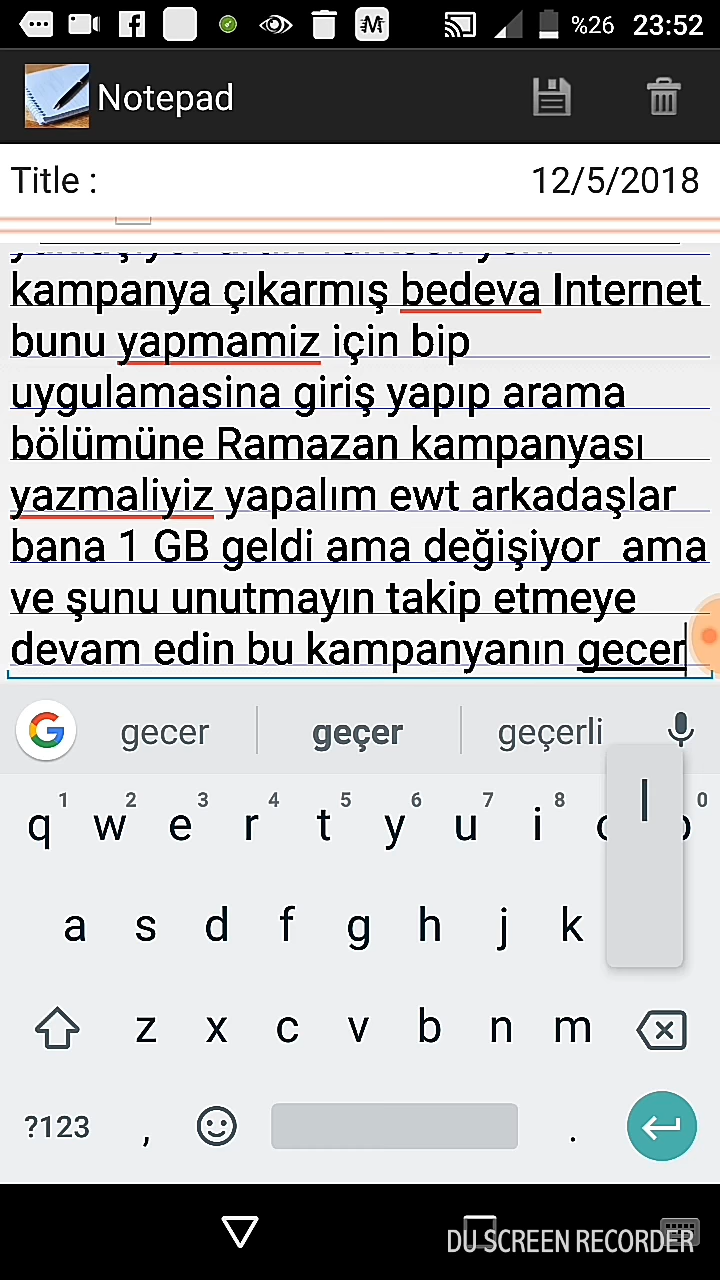 %26 23:52
Notepad
Title : 12/5/2018
kampanya çıkarmış bedeva Internet
bunu yapmamiz için bip
uygulamasina giriş yapıp arama
bölümüne Ramazan kampanyası
yazmaliyiz yapalım ewt arkadaşlar
bana 1 GB geldi ama değişiyor ama
ve şunu unutmayın takip etmeye
devam edin bu kampanyanın gecer
gecer geçer geçerli
1 2 3 4 5 6 7 8 0
q w e r t y u i
l
a s d f g h j k
z x c v b n m
?123 , .
DU SCREEN RECORDER